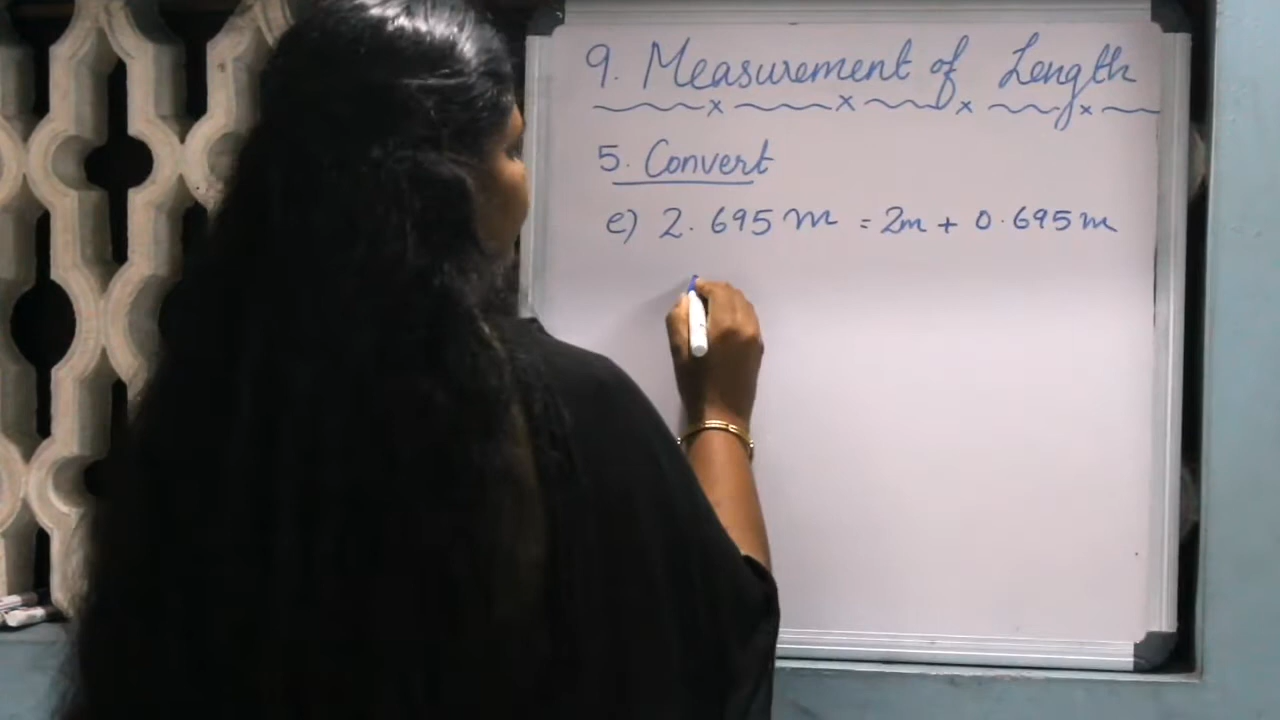 9. Measurement of Length
5. Convert
e) 2.695 m = 2m + 0.695 m